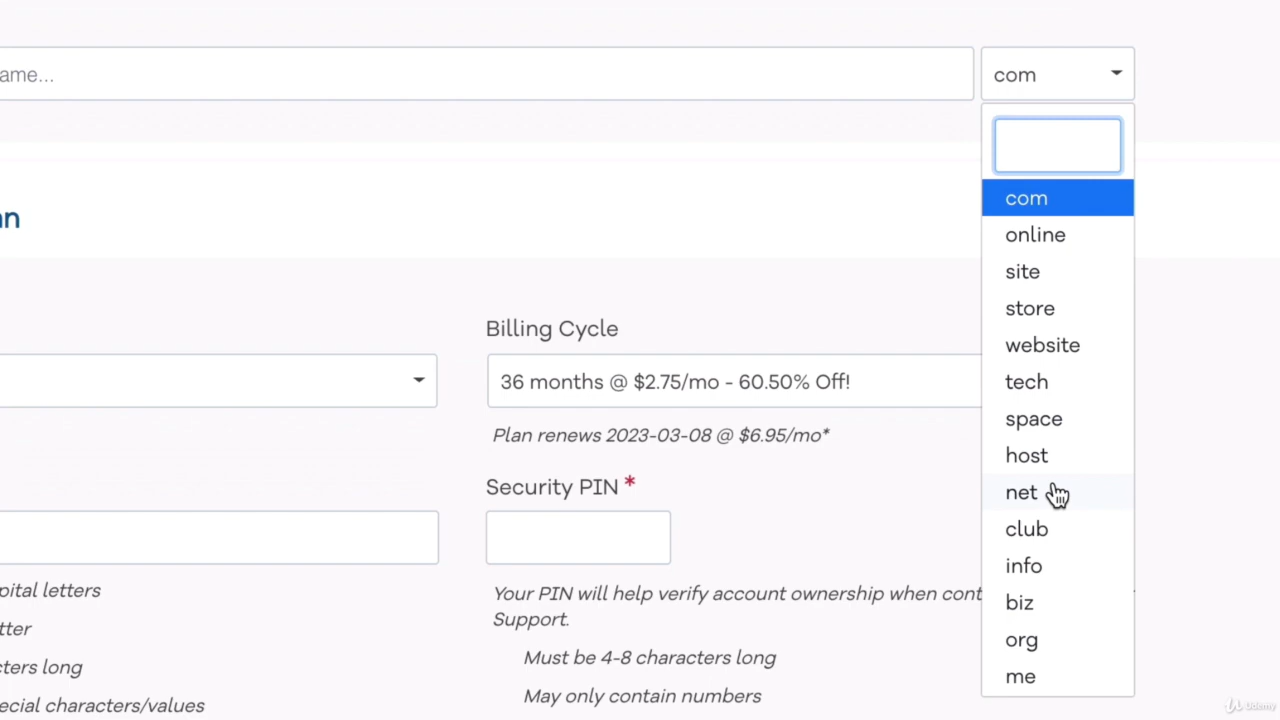 ame...
com
com
online
site
store
website
tech
space
host
net
club
info
biz
org
me
an
Billing Cycle
36 months @ $2.75/mo - 60.50% Off!
Plan renews 2023-03-08 @ $6.95/mo*
Security PIN *
Your PIN will help verify account ownership when cont
Support.
Must be 4-8 characters long
May only contain numbers
pital letters
tter
cters long
ecial characters/values
Udemy